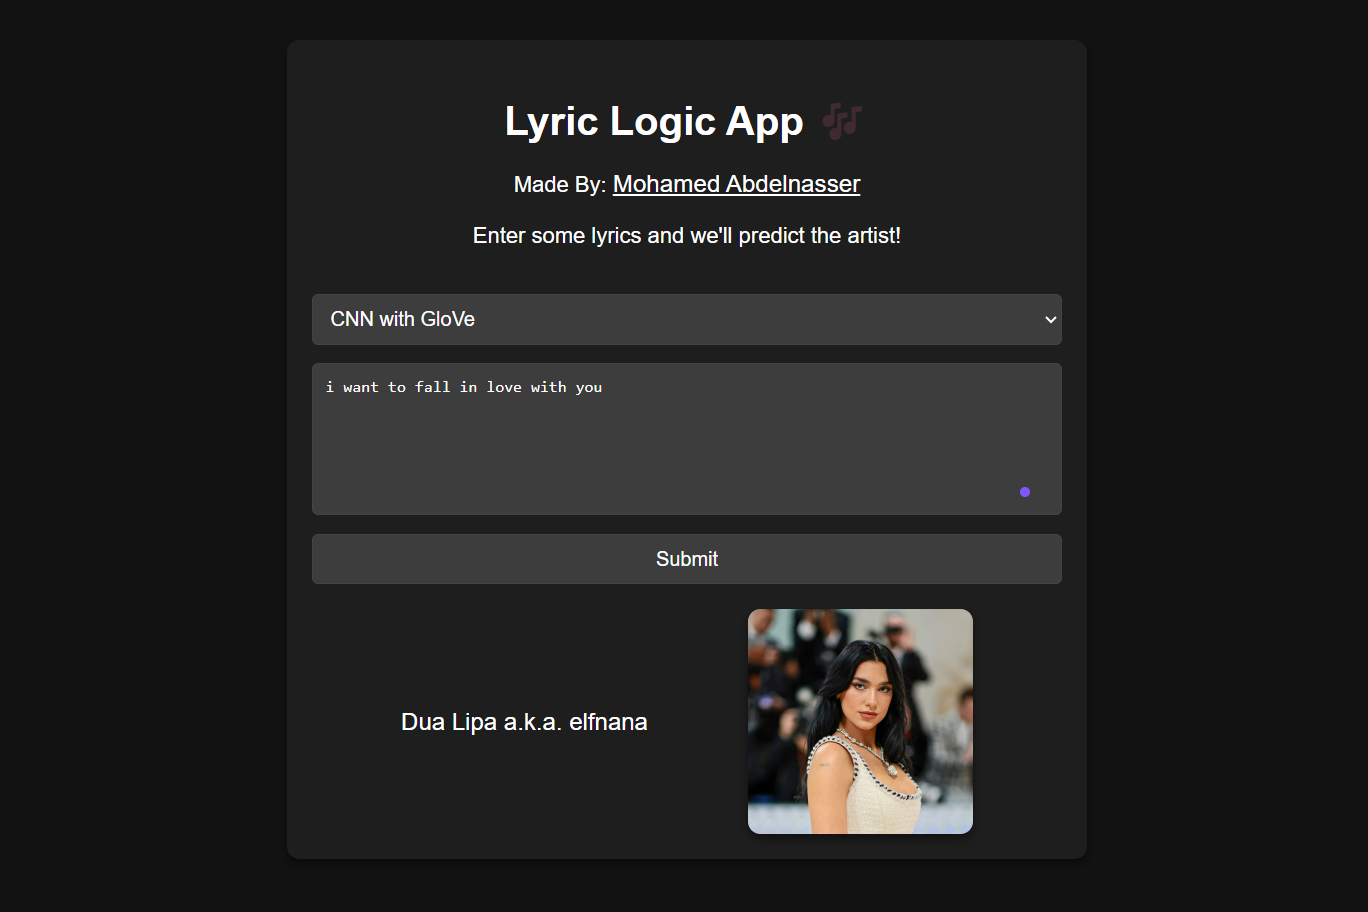 Lyric Logic App 🎶
Made By: Mohamed Abdelnasser
Enter some lyrics and we'll predict the artist!
CNN with GloVe
i want to fall in love with you
Submit
Dua Lipa a.k.a. elfnana